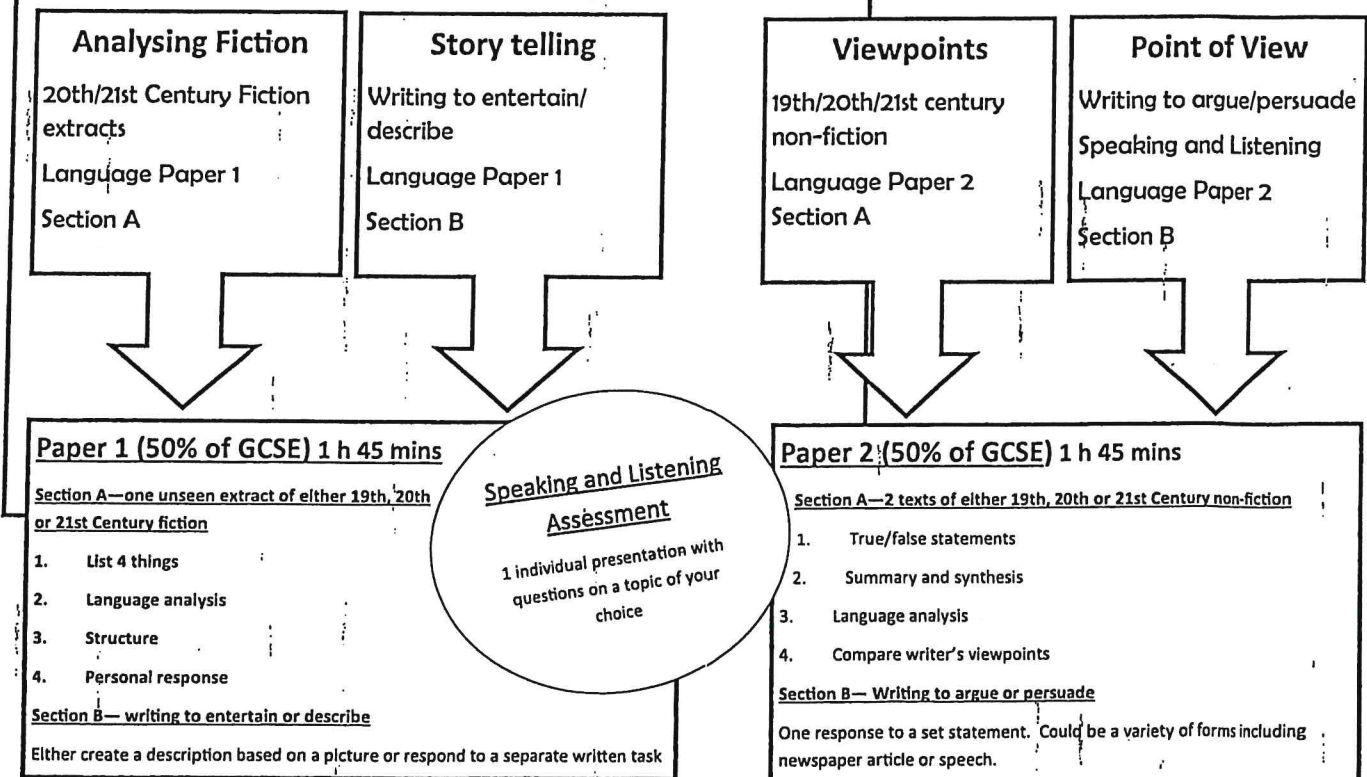 Analysing Fiction
20th/21st Century Fiction
extracts
Language Paper 1
Section A
Story telling
Writing to entertain/
describe
Language Paper 1
Section B
Viewpoints
19th/20th/21st century
non-fiction
Language Paper 2
Section A
Point of View
Writing to argue/persuade
Speaking and Listening
Language Paper 2
Section B
Paper 1 (50% of GCSE) 1 h 45 mins
Section A—one unseen extract of either 19th, 20th
or 21st Century fiction
1. List 4 things
2. Language analysis
3. Structure
4. Personal response
Section B— writing to entertain or describe
Either create a description based on a picture or respond to a separate written task
Speaking and Listening
Assessment
1 individual presentation with
questions on a topic of your
choice
Paper 2 (50% of GCSE) 1 h 45 mins
Section A—2 texts of either 19th, 20th or 21st Century non-fiction
1. True/false statements
2. Summary and synthesis
3. Language analysis
4. Compare writer's viewpoints
Section B— Writing to argue or persuade
One response to a set statement. Could be a variety of forms including
newspaper article or speech.